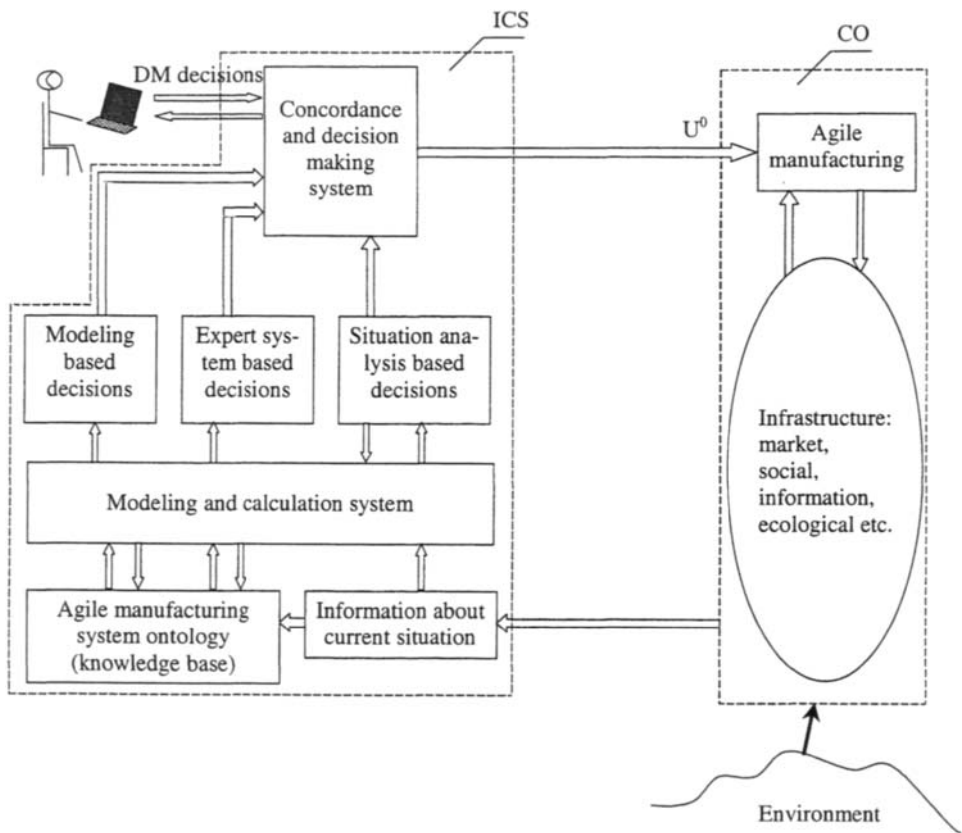 ICS
CO
DM decisions
Concordance
and decision
making
system
U⁰
Agile
manufacturing
Modeling
based
decisions
Expert sys-
tem based
decisions
Situation ana-
lysis based
decisions
Infrastructure:
market,
social,
information,
ecological etc.
Modeling and calculation system
Agile manufacturing
system ontology
(knowledge base)
Information about
current situation
Environment